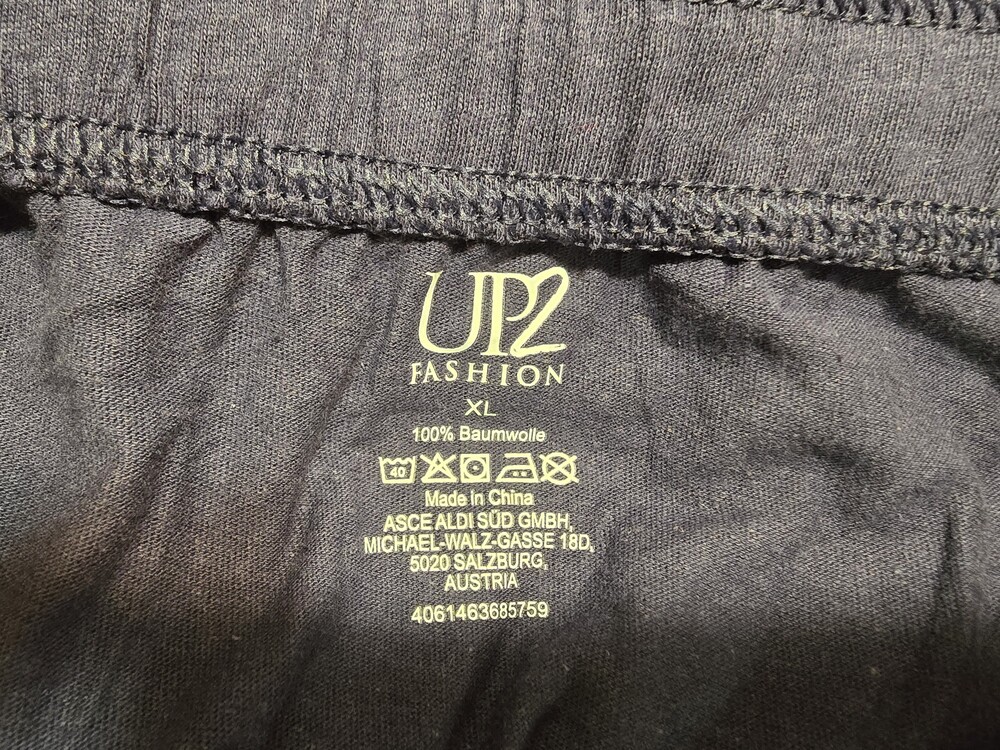 UP2
FASHION
XL
100% Baumwolle
40
Made in China
ASCE ALDI SÜD GMBH,
MICHAEL-WALZ-GASSE 18D,
5020 SALZBURG,
AUSTRIA
4061463685759